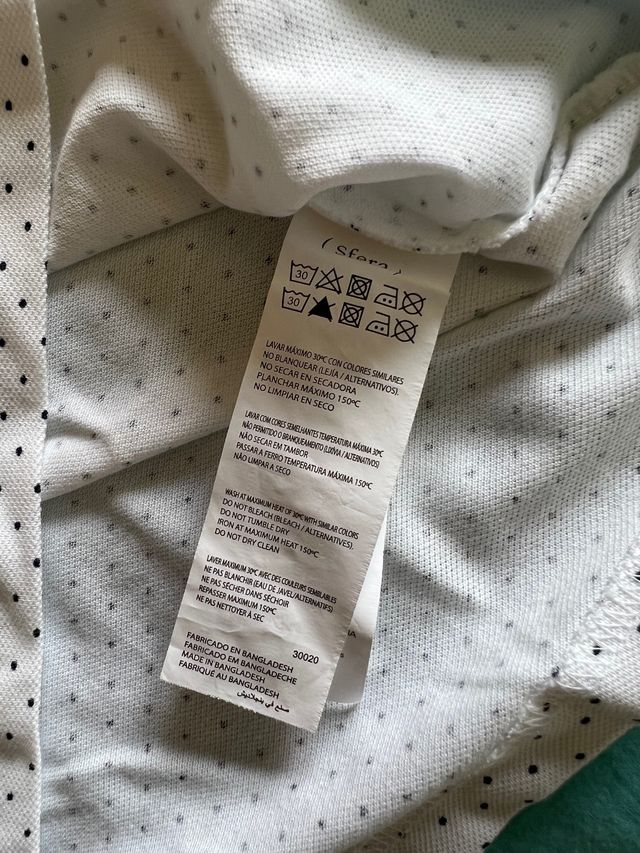 ( Sfera )
30
30
LAVAR MÁXIMO 30ºC CON COLORES SIMILARES
NO BLANQUEAR (LEJÍA / ALTERNATIVOS).
NO SECAR EN SECADORA
PLANCHAR MÁXIMO 150ºC
NO LIMPIAR EN SECO
LAVAR COM CORES SEMELHANTES TEMPERATURA MÁXIMA 30ºC
NÃO PERMITIDO O BRANQUEAMENTO (LIXÍVIA / ALTERNATIVOS)
NÃO SECAR EM TAMBOR
PASSAR A FERRO TEMPERATURA MÁXIMA 150ºC
NÃO LIMPAR A SECO
WASH AT MAXIMUM HEAT OF 30ºC WITH SIMILAR COLORS
DO NOT BLEACH (BLEACH / ALTERNATIVES).
DO NOT TUMBLE DRY
IRON AT MAXIMUM HEAT 150ºC
DO NOT DRY CLEAN
LAVER MAXIMUM 30ºC AVEC DES COULEURS SEMBLABLES
NE PAS BLANCHIR (EAU DE JAVEL/ALTERNATIFS)
NE PAS SÉCHER DANS SÉCHOIR
REPASSER MAXIMUM 150ºC
NE PAS NETTOYER À SEC
30020
FABRICADO EN BANGLADESH
FABRICADO EM BANGLADECHE
MADE IN BANGLADESH
FABRIQUÉ AU BANGLADESH
صنع في بنجلاديش
IA